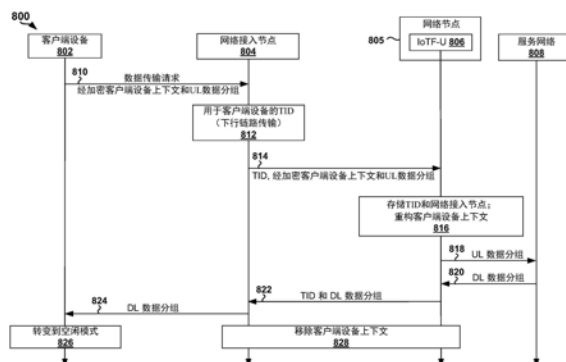 800
客户端设备
802
网络接入节点
804
网络节点
805
IoTF-U 806
服务网络
808
810
数据传输请求
经加密客户端设备上下文和UL数据分组
用于客户端设备的TID
（下行链路传输）
812
814
TID, 经加密客户端设备上下文和UL数据分组
存储TID和网络接入节点；
重构客户端设备上下文
816
818
UL 数据分组
820
DL 数据分组
822
TID 和 DL 数据分组
824
DL 数据分组
转变到空闲模式
826
移除客户端设备上下文
828